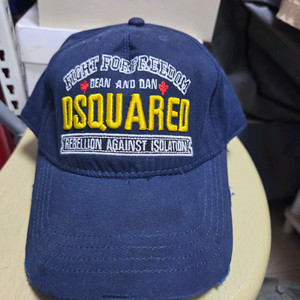 FIGHT FOR FREEDOM
DEAN AND DAN
DSQUARED
REBELLION AGAINST ISOLATION